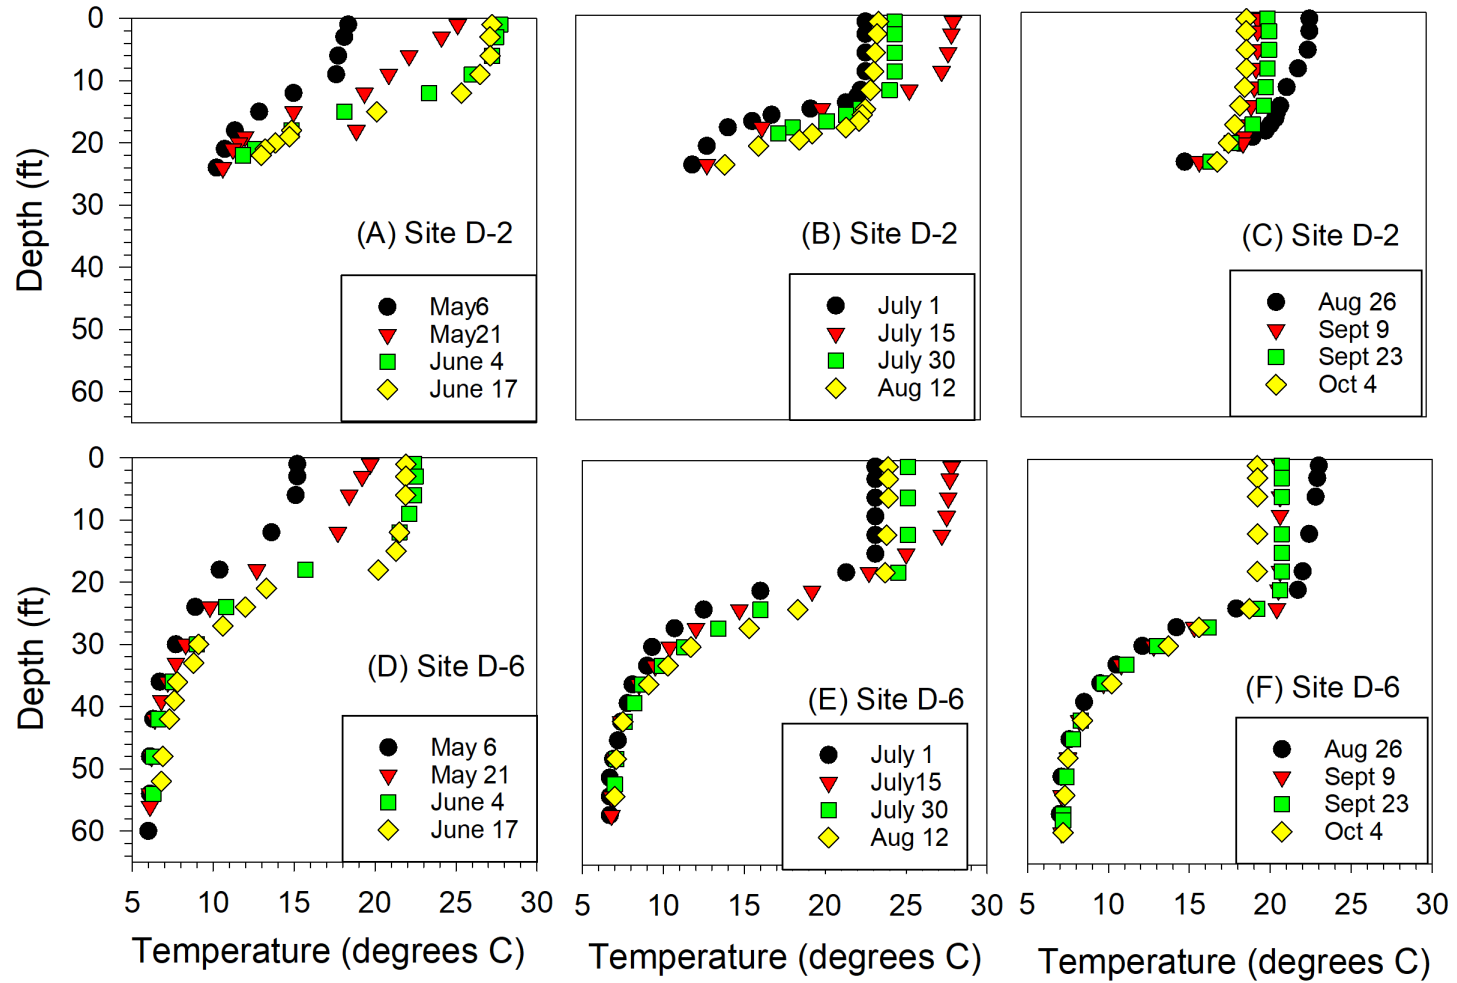 0
10
20
30
40
50
60
Depth (ft)
(A) Site D-2
May6
May21
June 4
June 17
(B) Site D-2
July 1
July 15
July 30
Aug 12
(C) Site D-2
Aug 26
Sept 9
Sept 23
Oct 4
0
10
20
30
40
50
60
Depth (ft)
(D) Site D-6
May 6
May 21
June 4
June 17
5 10 15 20 25 30
Temperature (degrees C)
(E) Site D-6
July 1
July15
July 30
Aug 12
5 10 15 20 25 30
Temperature (degrees C)
(F) Site D-6
Aug 26
Sept 9
Sept 23
Oct 4
5 10 15 20 25 30
Temperature (degrees C)